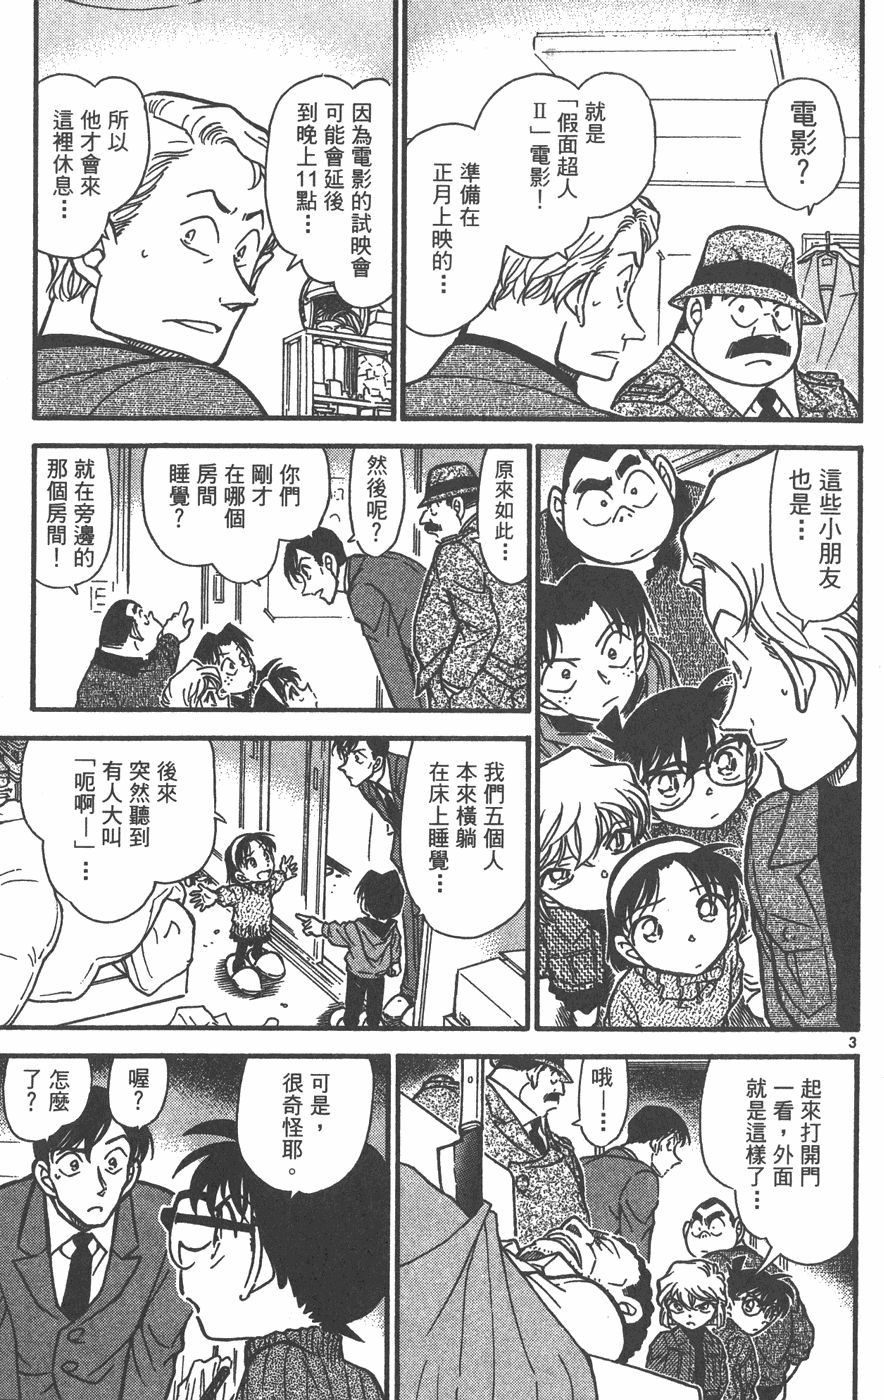 電影？
就是
「假面超人
Ⅱ」電影！
準備在
正月上映的…
因為電影的試映會
可能會延後
到晚上11點…
所以
他才會來
這裡休息…
這些小朋友
也是…
原來如此…
然後呢？
你們
剛才
在哪個
房間
睡覺？
就在旁邊的
那個房間！
我們五個人
本來橫躺
在床上睡覺…
後來
突然聽到
有人大叫
「呃啊－」…
3
起來打開門
一看，外面
就是這樣了…
哦－…
可是，
很奇怪耶。
喔？
怎麼
了？